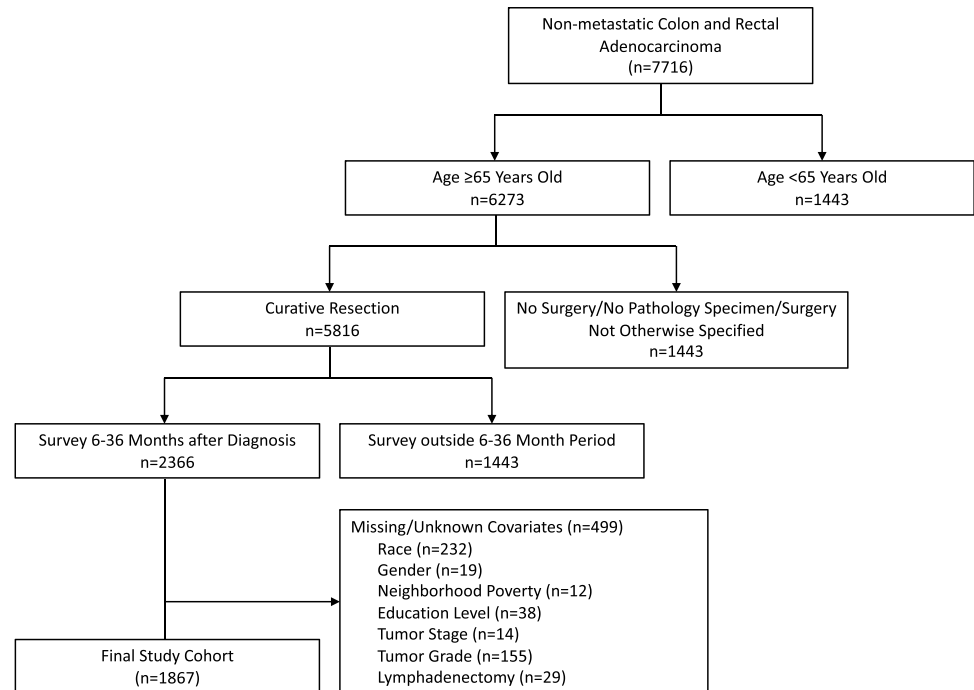 Non-metastatic Colon and Rectal
Adenocarcinoma
(n=7716)
Age ≥65 Years Old
n=6273
Age <65 Years Old
n=1443
Curative Resection
n=5816
No Surgery/No Pathology Specimen/Surgery
Not Otherwise Specified
n=1443
Survey 6-36 Months after Diagnosis
n=2366
Survey outside 6-36 Month Period
n=1443
Missing/Unknown Covariates (n=499)
Race (n=232)
Gender (n=19)
Neighborhood Poverty (n=12)
Education Level (n=38)
Tumor Stage (n=14)
Tumor Grade (n=155)
Lymphadenectomy (n=29)
Final Study Cohort
(n=1867)